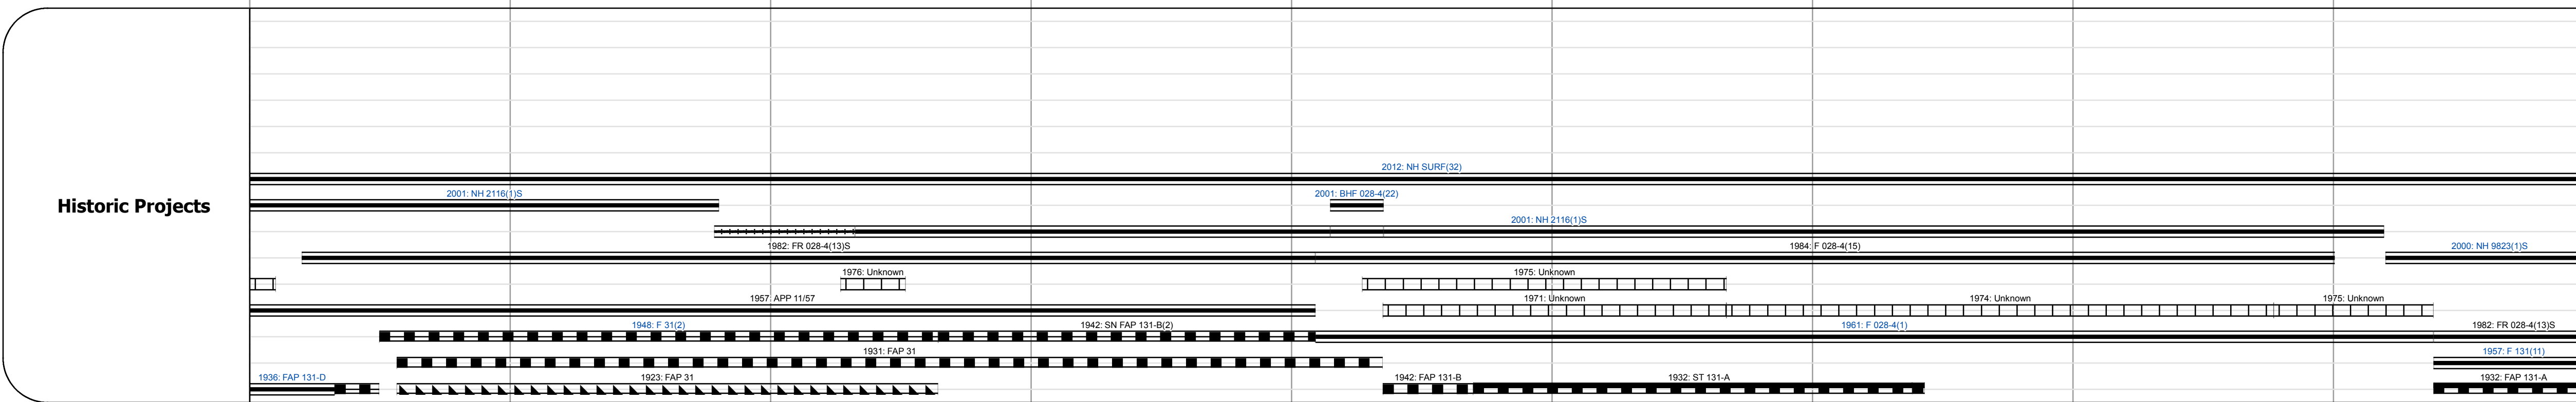 2012: NH SURF(32)
2001: NH 2116(1)S
2001: BHF 028-4(22)
Historic Projects
2001: NH 2116(1)S
1982: FR 028-4(13)S
1984: F 028-4(15)
2000: NH 9823(1)S
1976: Unknown
1975: Unknown
1957: APP 11/57
1971: Unknown
1974: Unknown
1975: Unknown
1948: F 31(2)
1942: SN FAP 131-B(2)
1961: F 028-4(1)
1982: FR 028-4(13)S
1931: FAP 31
1957: F 131(11)
1936: FAP 131-D
1923: FAP 31
1942: FAP 131-B
1932: ST 131-A
1932: FAP 131-A